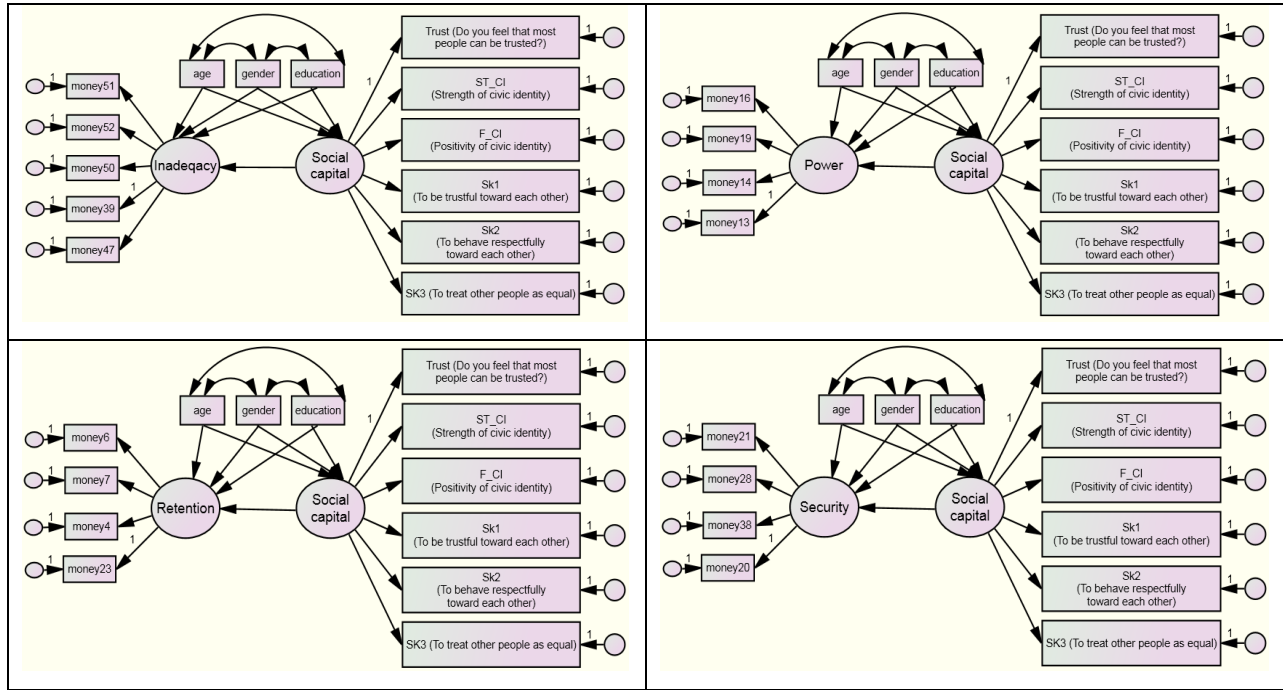 Trust (Do you feel that most
people can be trusted?)
1
age gender education
1
1 money51
ST_CI
(Strength of civic identity)
1
1 money52
F_CI
(Positivity of civic identity)
1
1 money50
Inadeqacy
Social
capital
1 money39
1
Sk1
(To be trustful toward each other)
1
1 money47
Sk2
(To behave respectfully
toward each other)
1
SK3 (To treat other people as equal)
1
Trust (Do you feel that most
people can be trusted?)
1
age gender education
1
1 money16
ST_CI
(Strength of civic identity)
1
1 money19
F_CI
(Positivity of civic identity)
1
Power
Social
capital
1 money14
1 money13
1
Sk1
(To be trustful toward each other)
1
Sk2
(To behave respectfully
toward each other)
1
SK3 (To treat other people as equal)
1
Trust (Do you feel that most
people can be trusted?)
1
age gender education
1
1 money6
ST_CI
(Strength of civic identity)
1
1 money7
F_CI
(Positivity of civic identity)
1
Retention
Social
capital
1 money4
1 money23
1
Sk1
(To be trustful toward each other)
1
Sk2
(To behave respectfully
toward each other)
1
SK3 (To treat other people as equal)
1
Trust (Do you feel that most
people can be trusted?)
1
age gender education
1
1 money21
ST_CI
(Strength of civic identity)
1
1 money28
F_CI
(Positivity of civic identity)
1
Security
Social
capital
1 money38
1 money20
1
Sk1
(To be trustful toward each other)
1
Sk2
(To behave respectfully
toward each other)
1
SK3 (To treat other people as equal)
1